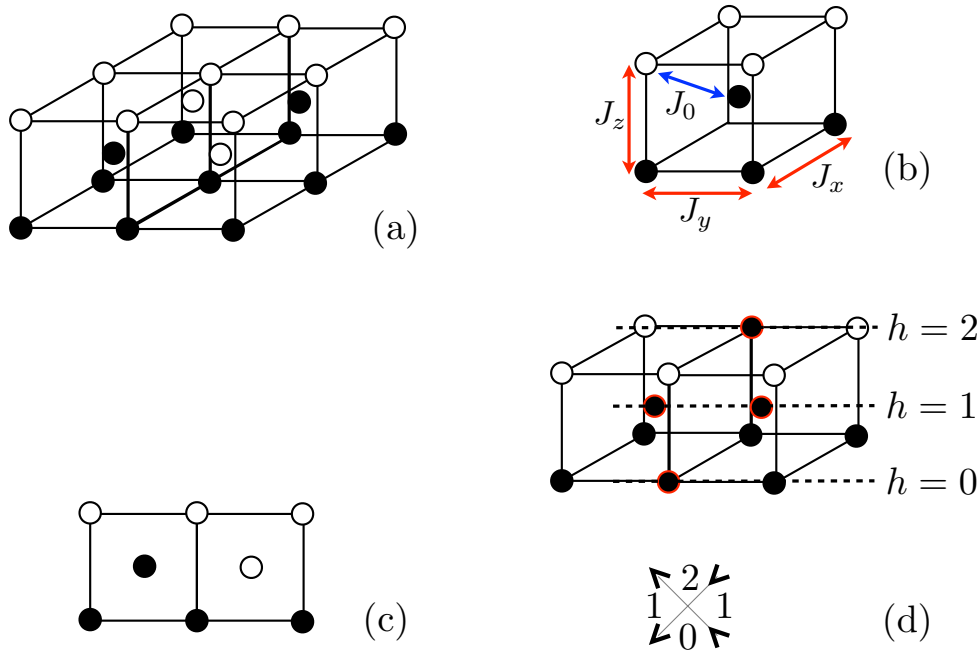 (a)
J_0
J_z
J_y
J_x
(b)
h = 2
h = 1
h = 0
(c)
2
1 1
0
(d)